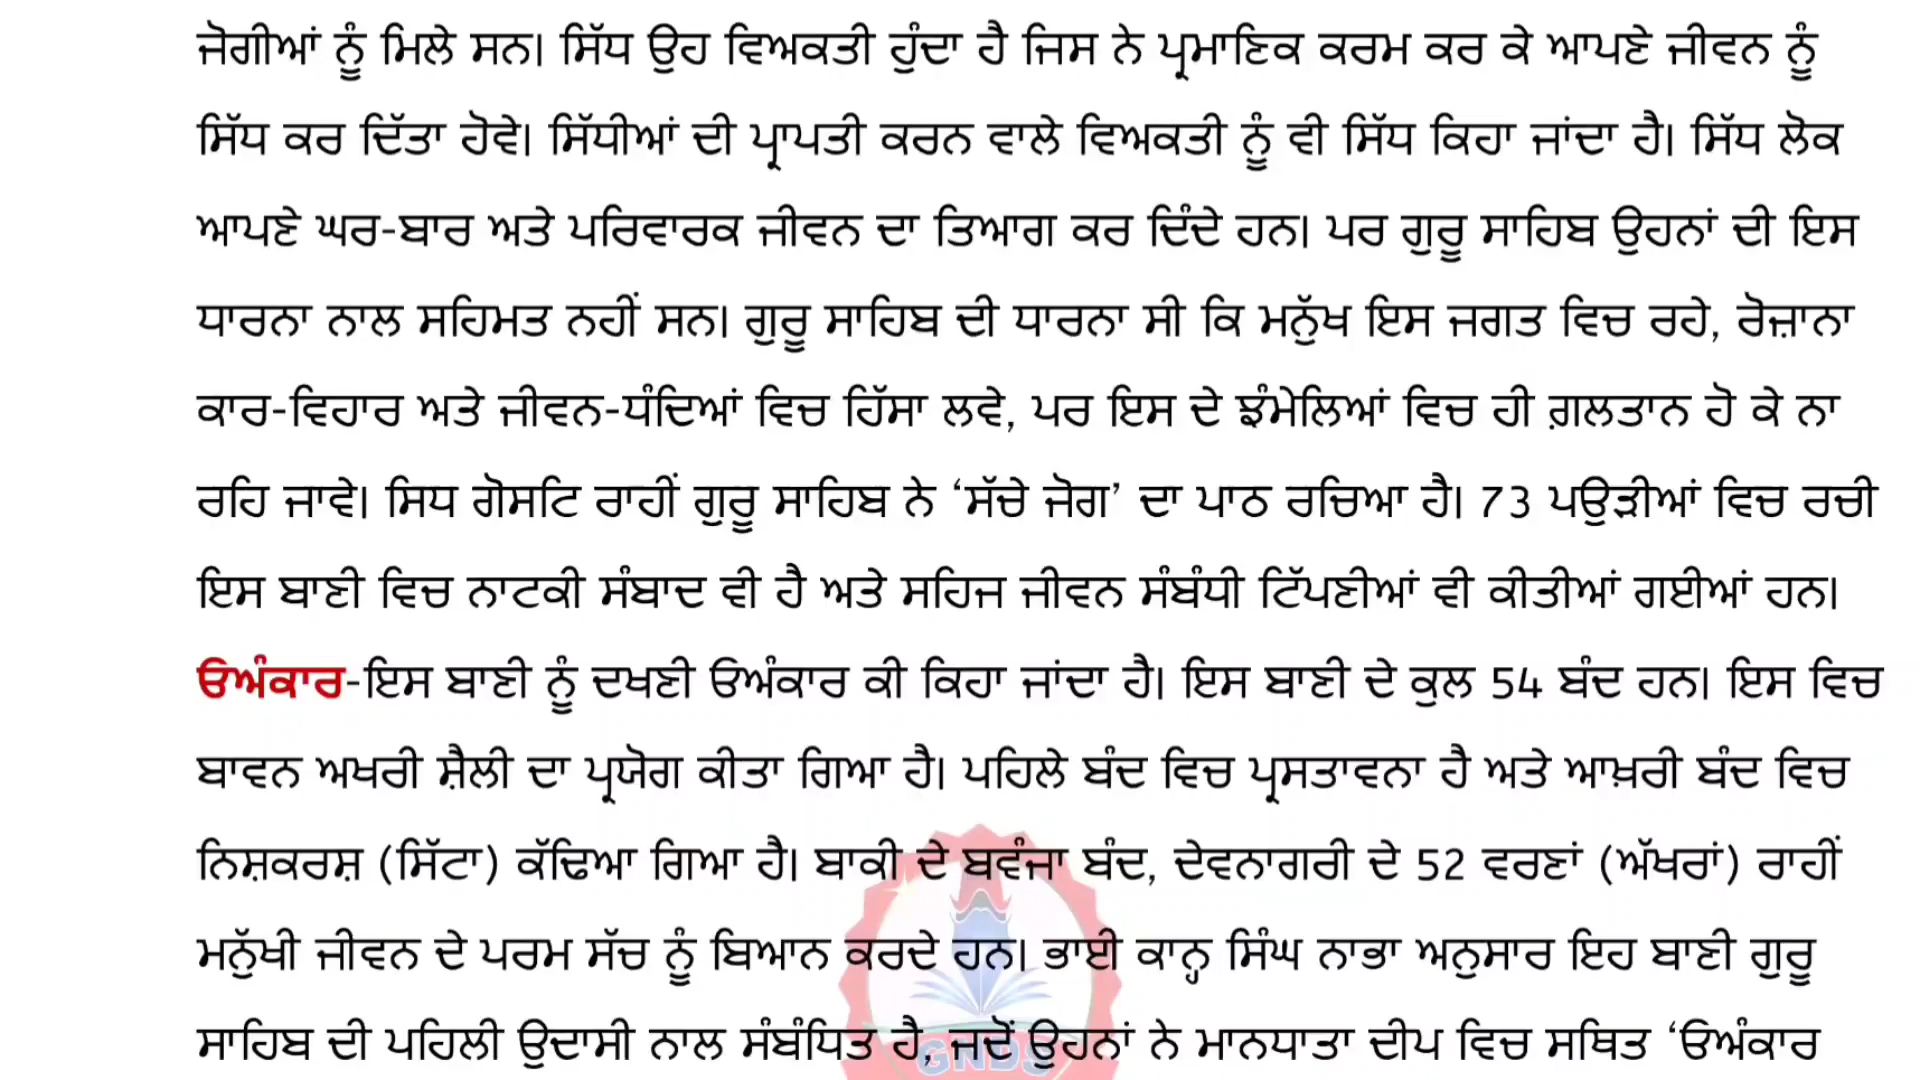 ਜੋਗੀਆਂ ਨੂੰ ਮਿਲੇ ਸਨ। ਸਿੱਧ ਉਹ ਵਿਅਕਤੀ ਹੁੰਦਾ ਹੈ ਜਿਸ ਨੇ ਪ੍ਰਮਾਣਿਕ ਕਰਮ ਕਰ ਕੇ ਆਪਣੇ ਜੀਵਨ ਨੂੰ
ਸਿੱਧ ਕਰ ਦਿੱਤਾ ਹੋਵੇ। ਸਿੱਧੀਆਂ ਦੀ ਪ੍ਰਾਪਤੀ ਕਰਨ ਵਾਲੇ ਵਿਅਕਤੀ ਨੂੰ ਵੀ ਸਿੱਧ ਕਿਹਾ ਜਾਂਦਾ ਹੈ। ਸਿੱਧ ਲੋਕ
ਆਪਣੇ ਘਰ-ਬਾਰ ਅਤੇ ਪਰਿਵਾਰਕ ਜੀਵਨ ਦਾ ਤਿਆਗ ਕਰ ਦਿੰਦੇ ਹਨ। ਪਰ ਗੁਰੂ ਸਾਹਿਬ ਉਹਨਾਂ ਦੀ ਇਸ
ਧਾਰਨਾ ਨਾਲ ਸਹਿਮਤ ਨਹੀਂ ਸਨ। ਗੁਰੂ ਸਾਹਿਬ ਦੀ ਧਾਰਨਾ ਸੀ ਕਿ ਮਨੁੱਖ ਇਸ ਜਗਤ ਵਿਚ ਰਹੇ, ਰੋਜ਼ਾਨਾ
ਕਾਰ-ਵਿਹਾਰ ਅਤੇ ਜੀਵਨ-ਧੰਦਿਆਂ ਵਿਚ ਹਿੱਸਾ ਲਵੇ, ਪਰ ਇਸ ਦੇ ਝੰਮੇਲਿਆਂ ਵਿਚ ਹੀ ਗ਼ਲਤਾਨ ਹੋ ਕੇ ਨਾ
ਰਹਿ ਜਾਵੇ। ਸਿਧ ਗੋਸਟਿ ਰਾਹੀਂ ਗੁਰੂ ਸਾਹਿਬ ਨੇ ‘ਸੱਚੇ ਜੋਗ’ ਦਾ ਪਾਠ ਰਚਿਆ ਹੈ। 73 ਪਉੜੀਆਂ ਵਿਚ ਰਚੀ
ਇਸ ਬਾਣੀ ਵਿਚ ਨਾਟਕੀ ਸੰਬਾਦ ਵੀ ਹੈ ਅਤੇ ਸਹਿਜ ਜੀਵਨ ਸੰਬੰਧੀ ਟਿੱਪਣੀਆਂ ਵੀ ਕੀਤੀਆਂ ਗਈਆਂ ਹਨ।
ਓਅੰਕਾਰ-ਇਸ ਬਾਣੀ ਨੂੰ ਦਖਣੀ ਓਅੰਕਾਰ ਕੀ ਕਿਹਾ ਜਾਂਦਾ ਹੈ। ਇਸ ਬਾਣੀ ਦੇ ਕੁਲ 54 ਬੰਦ ਹਨ। ਇਸ ਵਿਚ
ਬਾਵਨ ਅਖਰੀ ਸ਼ੈਲੀ ਦਾ ਪ੍ਰਯੋਗ ਕੀਤਾ ਗਿਆ ਹੈ। ਪਹਿਲੇ ਬੰਦ ਵਿਚ ਪ੍ਰਸਤਾਵਨਾ ਹੈ ਅਤੇ ਆਖ਼ਰੀ ਬੰਦ ਵਿਚ
ਨਿਸ਼ਕਰਸ਼ (ਸਿੱਟਾ) ਕੱਢਿਆ ਗਿਆ ਹੈ। ਬਾਕੀ ਦੇ ਬਵੰਜਾ ਬੰਦ, ਦੇਵਨਾਗਰੀ ਦੇ 52 ਵਰਣਾਂ (ਅੱਖਰਾਂ) ਰਾਹੀਂ
ਮਨੁੱਖੀ ਜੀਵਨ ਦੇ ਪਰਮ ਸੱਚ ਨੂੰ ਬਿਆਨ ਕਰਦੇ ਹਨ। ਭਾਈ ਕਾਨ੍ਹ ਸਿੰਘ ਨਾਭਾ ਅਨੁਸਾਰ ਇਹ ਬਾਣੀ ਗੁਰੂ
ਸਾਹਿਬ ਦੀ ਪਹਿਲੀ ਉਦਾਸੀ ਨਾਲ ਸੰਬੰਧਿਤ ਹੈ, ਜਦੋਂ ਉਹਨਾਂ ਨੇ ਮਾਨਧਾਤਾ ਦੀਪ ਵਿਚ ਸਥਿਤ ‘ਓਅੰਕਾਰ
GNDS